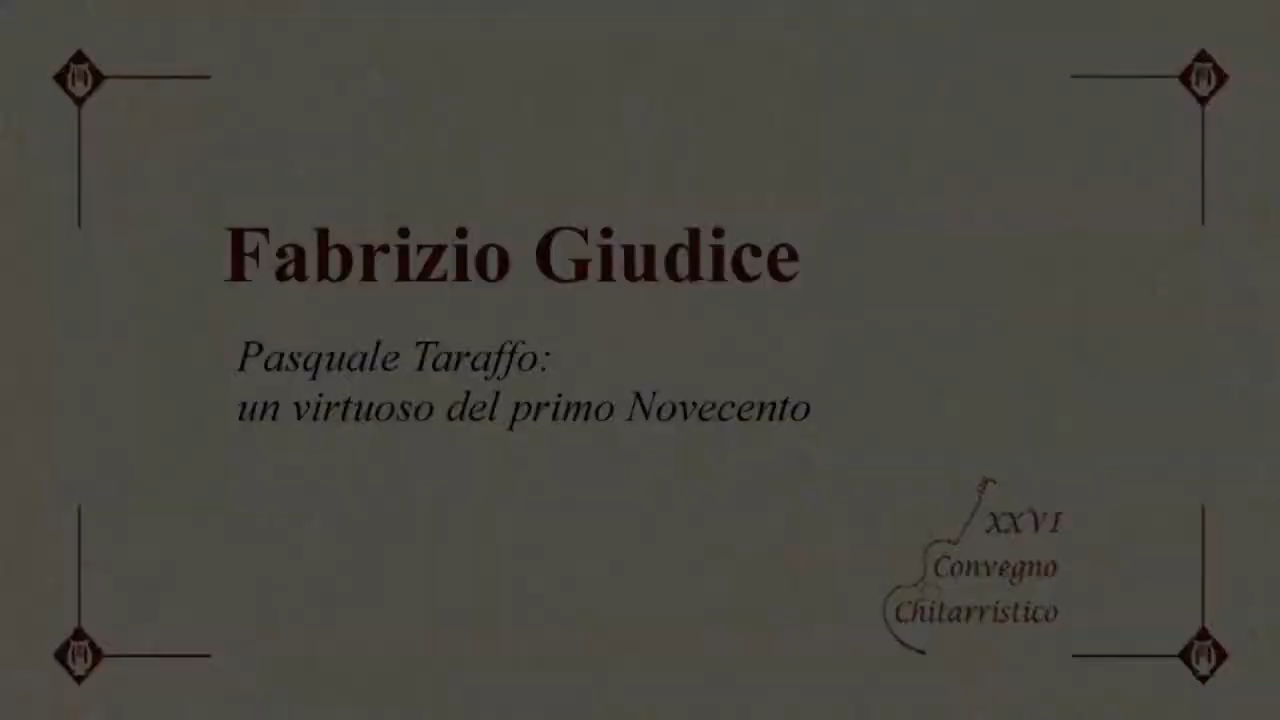 Fabrizio Giudice
Pasquale Taraffo:
un virtuoso del primo Novecento
XXVI
Convegno
Chitarristico